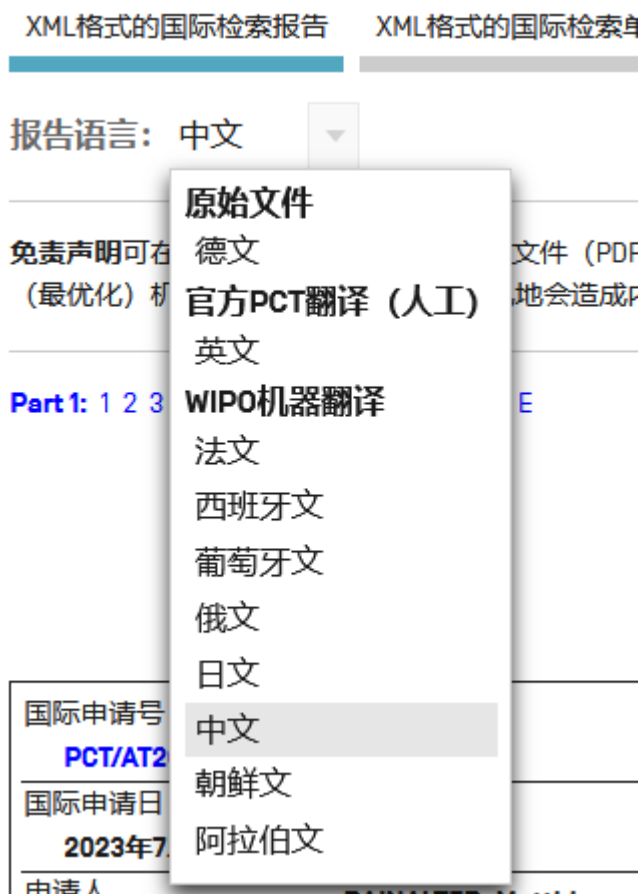 XML格式的国际检索报告 XML格式的国际检索单
报告语言： 中文
原始文件
德文
官方PCT翻译（人工）
英文
WIPO机器翻译
法文
西班牙文
葡萄牙文
俄文
日文
中文
朝鲜文
阿拉伯文
免责声明可在 文件（PDF
（最优化）机 地会造成内
Part 1: 1 2 3 E
国际申请号
PCT/AT2
国际申请日
2023年7
申请人